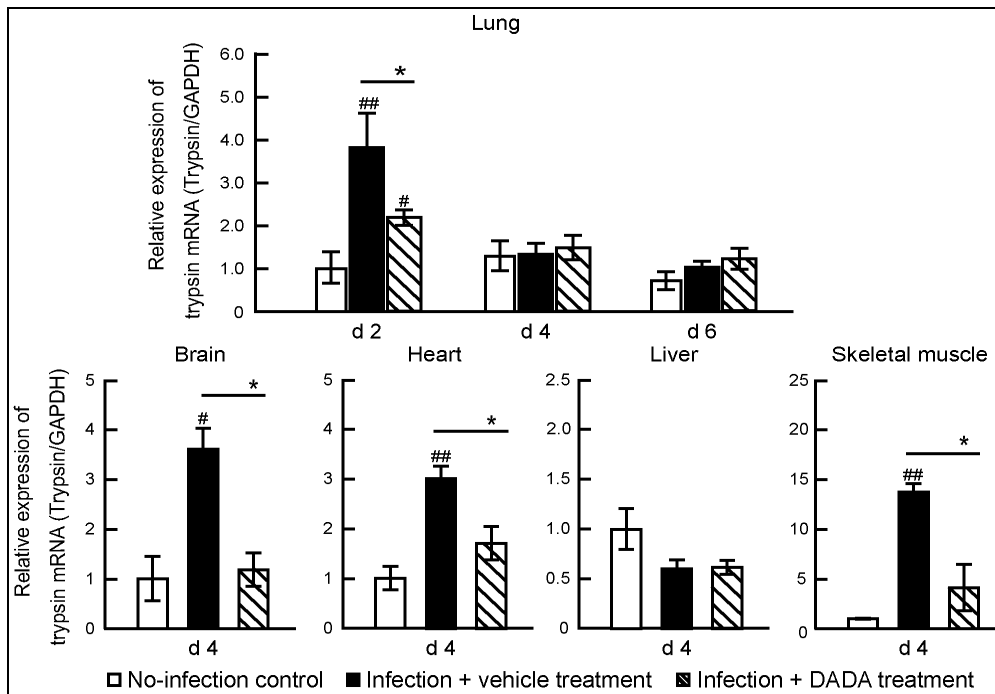 Lung
Relative expression of
trypsin mRNA (Trypsin/GAPDH)
6.0
5.0
4.0
3.0
2.0
1.0
0
*
##
#
d 2
d 4
d 6
Relative expression of
trypsin mRNA (Trypsin/GAPDH)
Brain
5
4
3
2
1
0
*
#
d 4
Heart
5
4
3
2
1
0
*
##
d 4
Liver
2.5
2.0
1.5
1.0
0.5
0
d 4
Skeletal muscle
25
20
15
10
5
0
*
##
d 4
No-infection control Infection + vehicle treatment Infection + DADA treatment